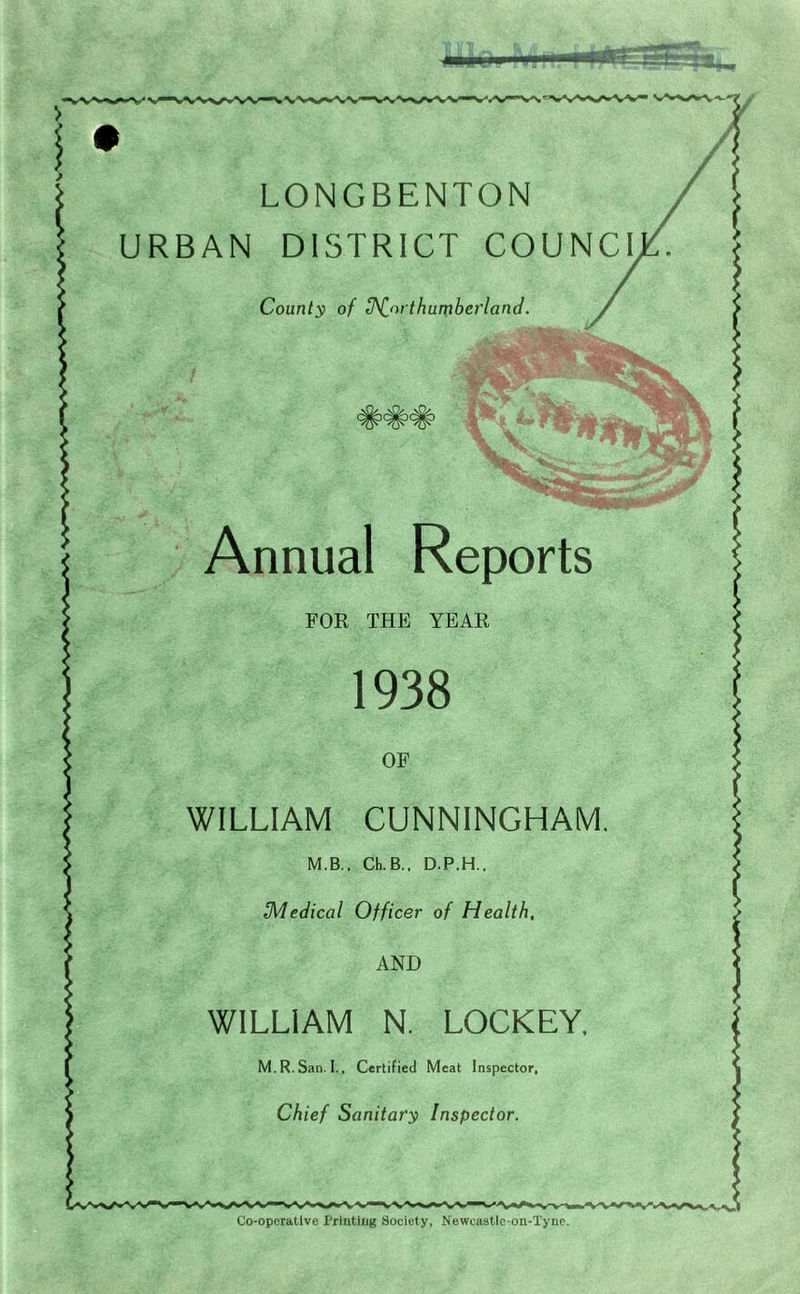 LONGBENTON
URBAN DISTRICT COUNCIL.
County of Northumberland.
Annual Reports
FOR THE YEAR
1938
OF
WILLIAM CUNNINGHAM,
M.B., Ch.B., D.P.H.,
Medical Officer of Health,
AND
WILLIAM N. LOCKEY,
M.R.San.I., Certified Meat Inspector,
Chief Sanitary Inspector.
Co-operative Printing Society, Newcastle-on-Tyne.